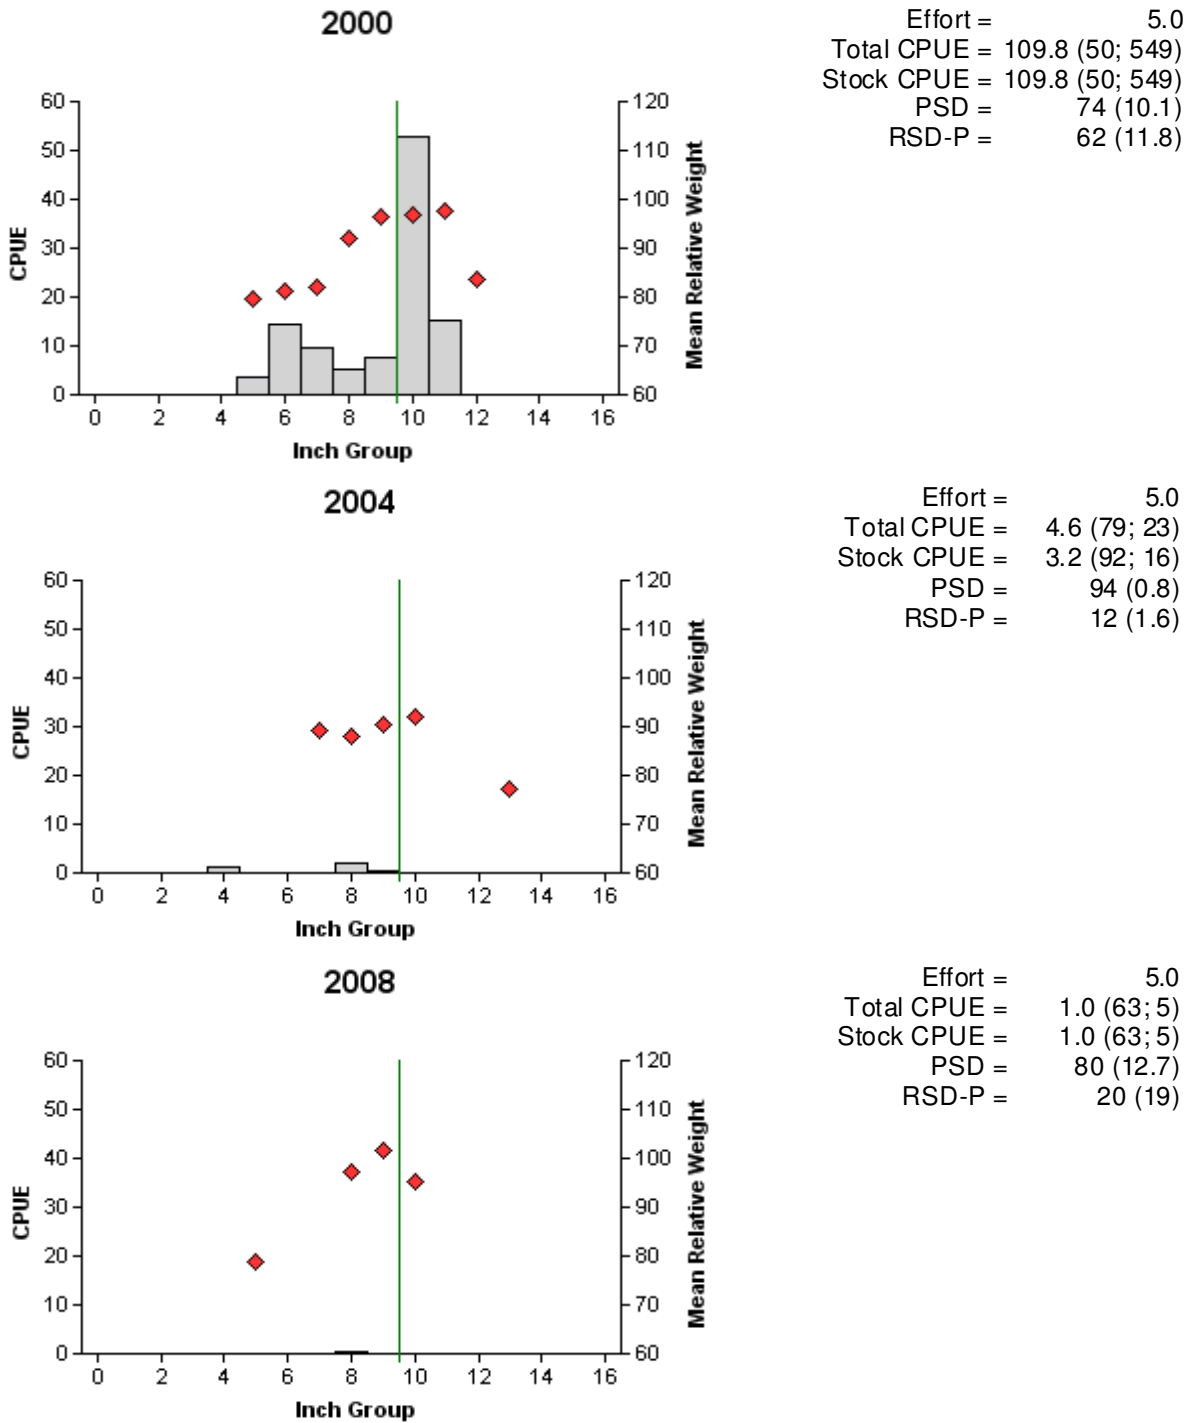 2000
Effort = 5.0
Total CPUE = 109.8 (50; 549)
Stock CPUE = 109.8 (50; 549)
PSD = 74 (10.1)
RSD-P = 62 (11.8)
60
50
40
30
20
10
0
CPUE
120
110
100
90
80
70
60
Mean Relative Weight
0 2 4 6 8 10 12 14 16
Inch Group
2004
Effort = 5.0
Total CPUE = 4.6 (79; 23)
Stock CPUE = 3.2 (92; 16)
PSD = 94 (0.8)
RSD-P = 12 (1.6)
60
50
40
30
20
10
0
CPUE
120
110
100
90
80
70
60
Mean Relative Weight
0 2 4 6 8 10 12 14 16
Inch Group
2008
Effort = 5.0
Total CPUE = 1.0 (63; 5)
Stock CPUE = 1.0 (63; 5)
PSD = 80 (12.7)
RSD-P = 20 (19)
60
50
40
30
20
10
0
CPUE
120
110
100
90
80
70
60
Mean Relative Weight
0 2 4 6 8 10 12 14 16
Inch Group